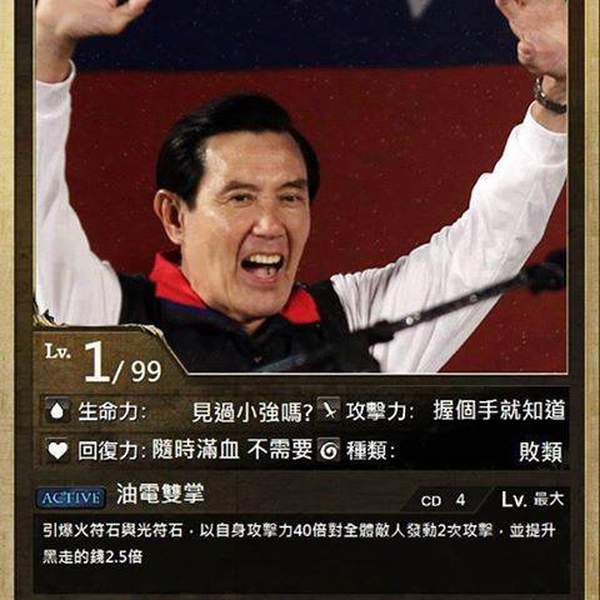 Lv. 1/99
生命力: 見過小強嗎? 攻擊力: 握個手就知道
回復力: 隨時滿血 不需要 種類: 敗類
ACTIVE 油電雙掌 CD 4 Lv. 最大
引爆火符石與光符石，以自身攻擊力40倍對全體敵人發動2次攻擊，並提升
黑走的錢2.5倍